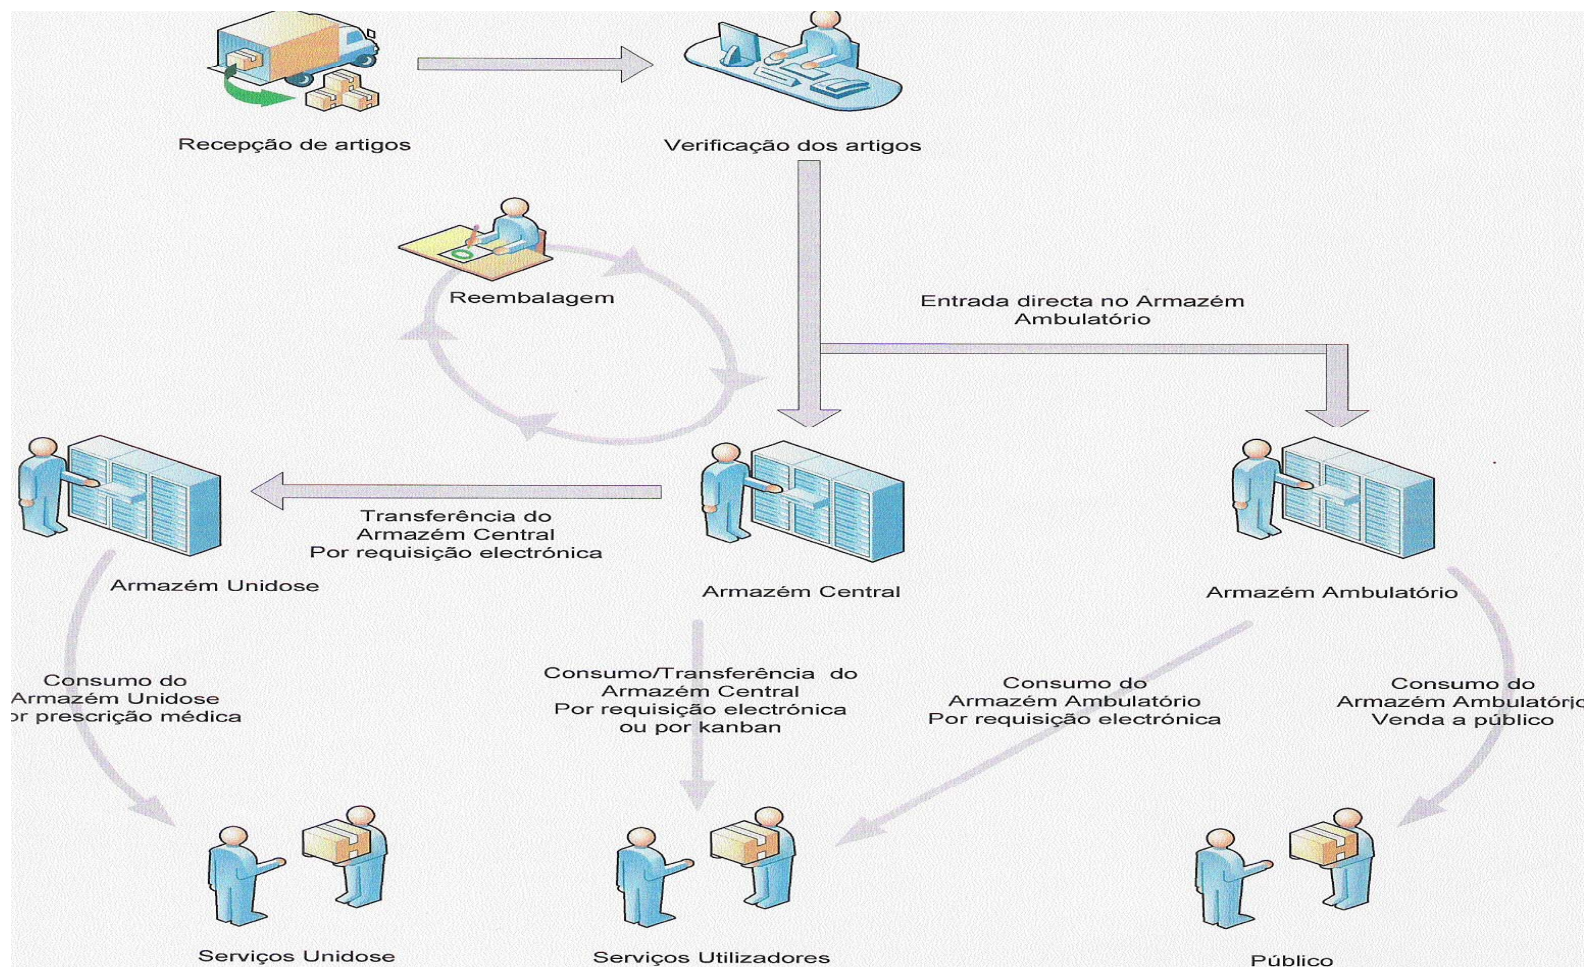 Recepção de artigos
Verificação dos artigos
Reembalagem
Entrada directa no Armazém
Ambulatório
Transferência do
Armazém Central
Por requisição electrónica
Armazém Unidose
Armazém Central
Armazém Ambulatório
Consumo do
Armazém Unidose
or prescrição médica
Consumo/Transferência do
Armazém Central
Por requisição electrónica
ou por kanban
Consumo do
Armazém Ambulatório
Por requisição electrónica
Consumo do
Armazém Ambulatório
Venda a público
Serviços Unidose
Serviços Utilizadores
Público